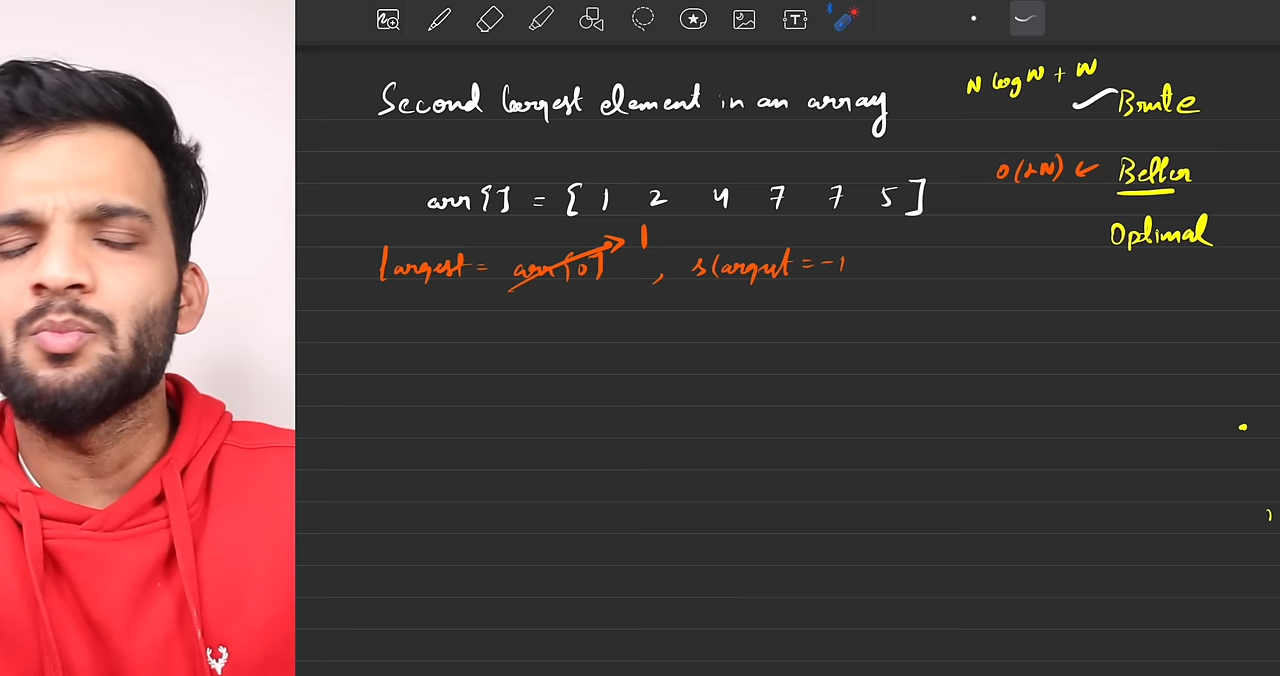 Second largest element in an array
N log N + N
Brute
arr[] = [ 1 2 4 7 7 5 ]
O(2N)
Better
Optimal
largest = arr[0] 1 , slargest = -1
T